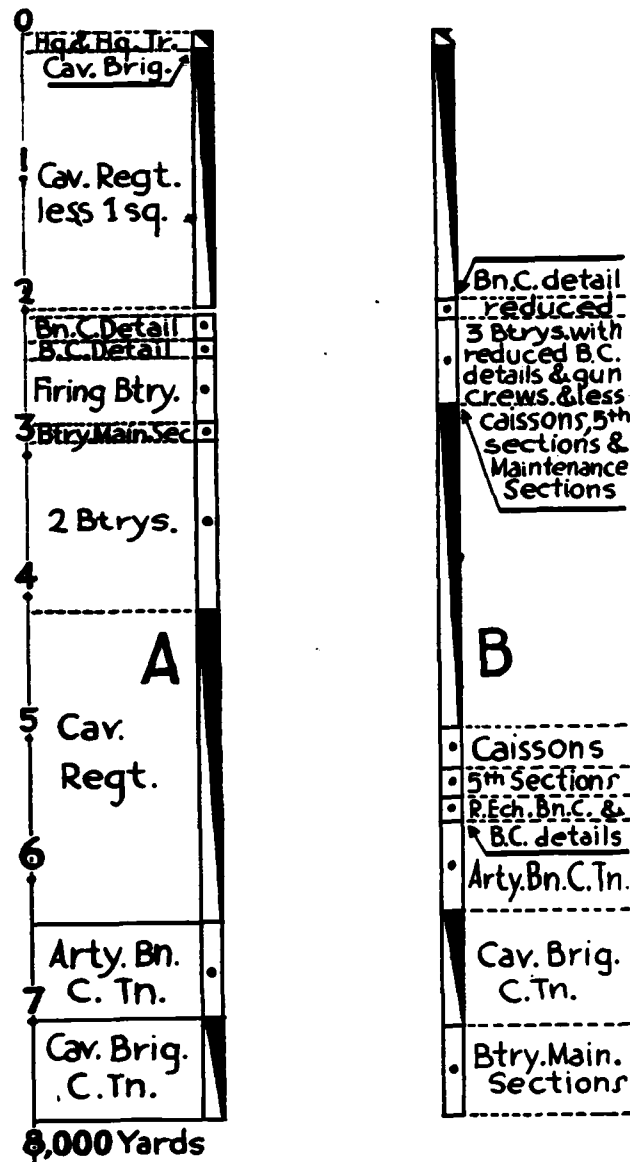 0
Hq.& Hq. Tr.
Cav. Brig.
1
Cav. Regt.
less 1 sq.
2
Bn.C.Detail
B.C.Detail
Firing Btry.
3
Btry.Main.Sec
2 Btrys.
4
A
5
Cav.
Regt.
6
Arty. Bn.
C. Tn.
7
Cav. Brig.
C. Tn.
8,000 Yards
Bn.C. detail
reduced
3 Btrys.with
reduced B.C.
details & gun
crews.& less
caissons, 5th
sections &
Maintenance
Sections
B
Caissons
5th Sections
R.Ech.Bn.C. &
B.C. details
Arty.Bn.C.Tn.
Cav. Brig.
C.Tn.
Btry.Main.
Sections